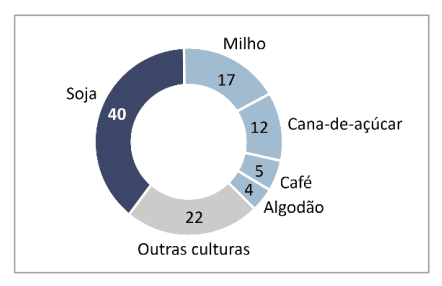 Milho
17
Soja
40
12
Cana-de-açúcar
5
Café
4
Algodão
22
Outras culturas